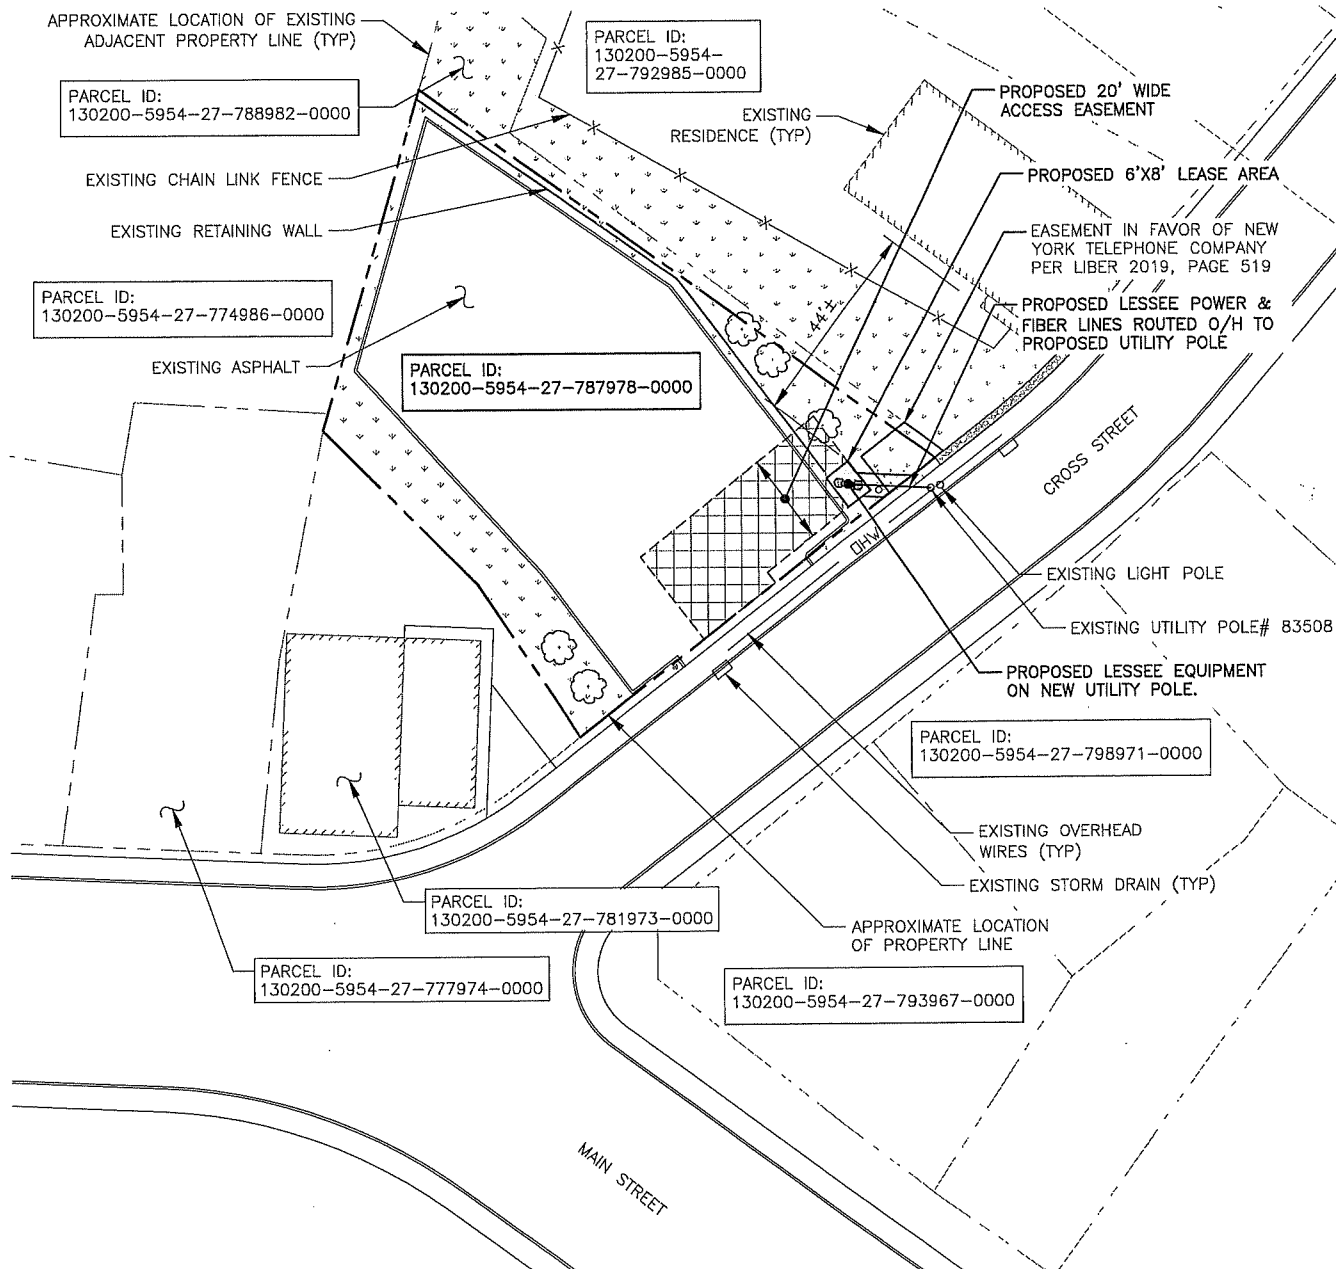 APPROXIMATE LOCATION OF EXISTING
ADJACENT PROPERTY LINE (TYP)
PARCEL ID:
130200-5954-
27-792985-0000
PARCEL ID:
130200-5954-27-788982-0000
PROPOSED 20' WIDE
ACCESS EASEMENT
EXISTING
RESIDENCE (TYP)
EXISTING CHAIN LINK FENCE
PROPOSED 6'X8' LEASE AREA
EXISTING RETAINING WALL
EASEMENT IN FAVOR OF NEW
YORK TELEPHONE COMPANY
PER LIBER 2019, PAGE 519
PARCEL ID:
130200-5954-27-774986-0000
PROPOSED LESSEE POWER &
FIBER LINES ROUTED O/H TO
PROPOSED UTILITY POLE
44'±
EXISTING ASPHALT
PARCEL ID:
130200-5954-27-787978-0000
CROSS STREET
OHW
EXISTING LIGHT POLE
EXISTING UTILITY POLE# 83508
PROPOSED LESSEE EQUIPMENT
ON NEW UTILITY POLE.
PARCEL ID:
130200-5954-27-798971-0000
EXISTING OVERHEAD
WIRES (TYP)
EXISTING STORM DRAIN (TYP)
PARCEL ID:
130200-5954-27-781973-0000
APPROXIMATE LOCATION
OF PROPERTY LINE
PARCEL ID:
130200-5954-27-777974-0000
PARCEL ID:
130200-5954-27-793967-0000
MAIN STREET